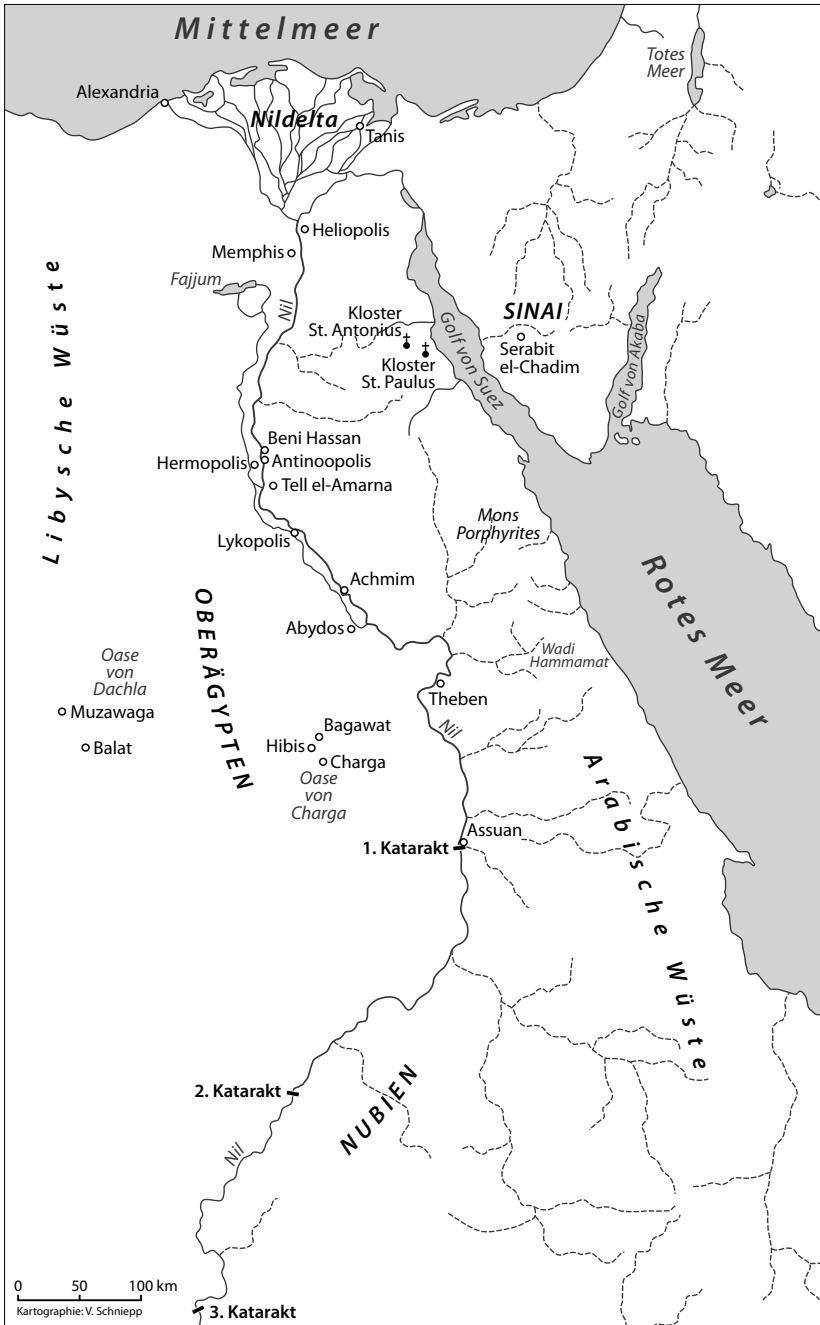 Mittelmeer
Totes
Meer
Alexandria
Nildelta
Tanis
Heliopolis
Memphis
Fajjum
Nil
Libysche Wüste
Kloster
St. Antonius
Kloster
St. Paulus
SINAI
Serabit
el-Chadim
Golf von Suez
Golf von Akaba
Beni Hassan
Antinoopolis
Hermopolis
Tell el-Amarna
Lykopolis
Mons
Porphyrites
Achmim
Abydos
OBERÄGYPTEN
Rotes Meer
Wadi
Hammamat
Oase
von
Dachla
Muzawaga
Balat
Theben
Nil
Bagawat
Hibis
Charga
Oase
von
Charga
Arabische Wüste
Assuan
1. Katarakt
2. Katarakt
NUBIEN
Nil
0 50 100 km
Kartographie: V. Schniepp
3. Katarakt